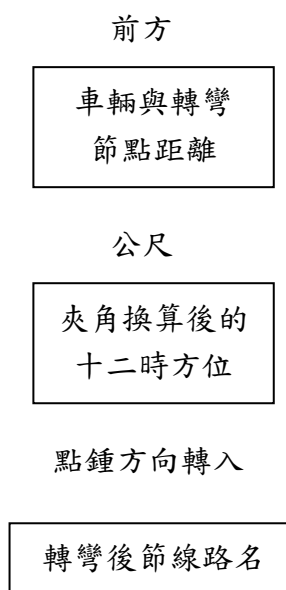 前方
車輛與轉彎
節點距離
公尺
夾角換算後的
十二時方位
點鍾方向轉入
轉彎後節線路名